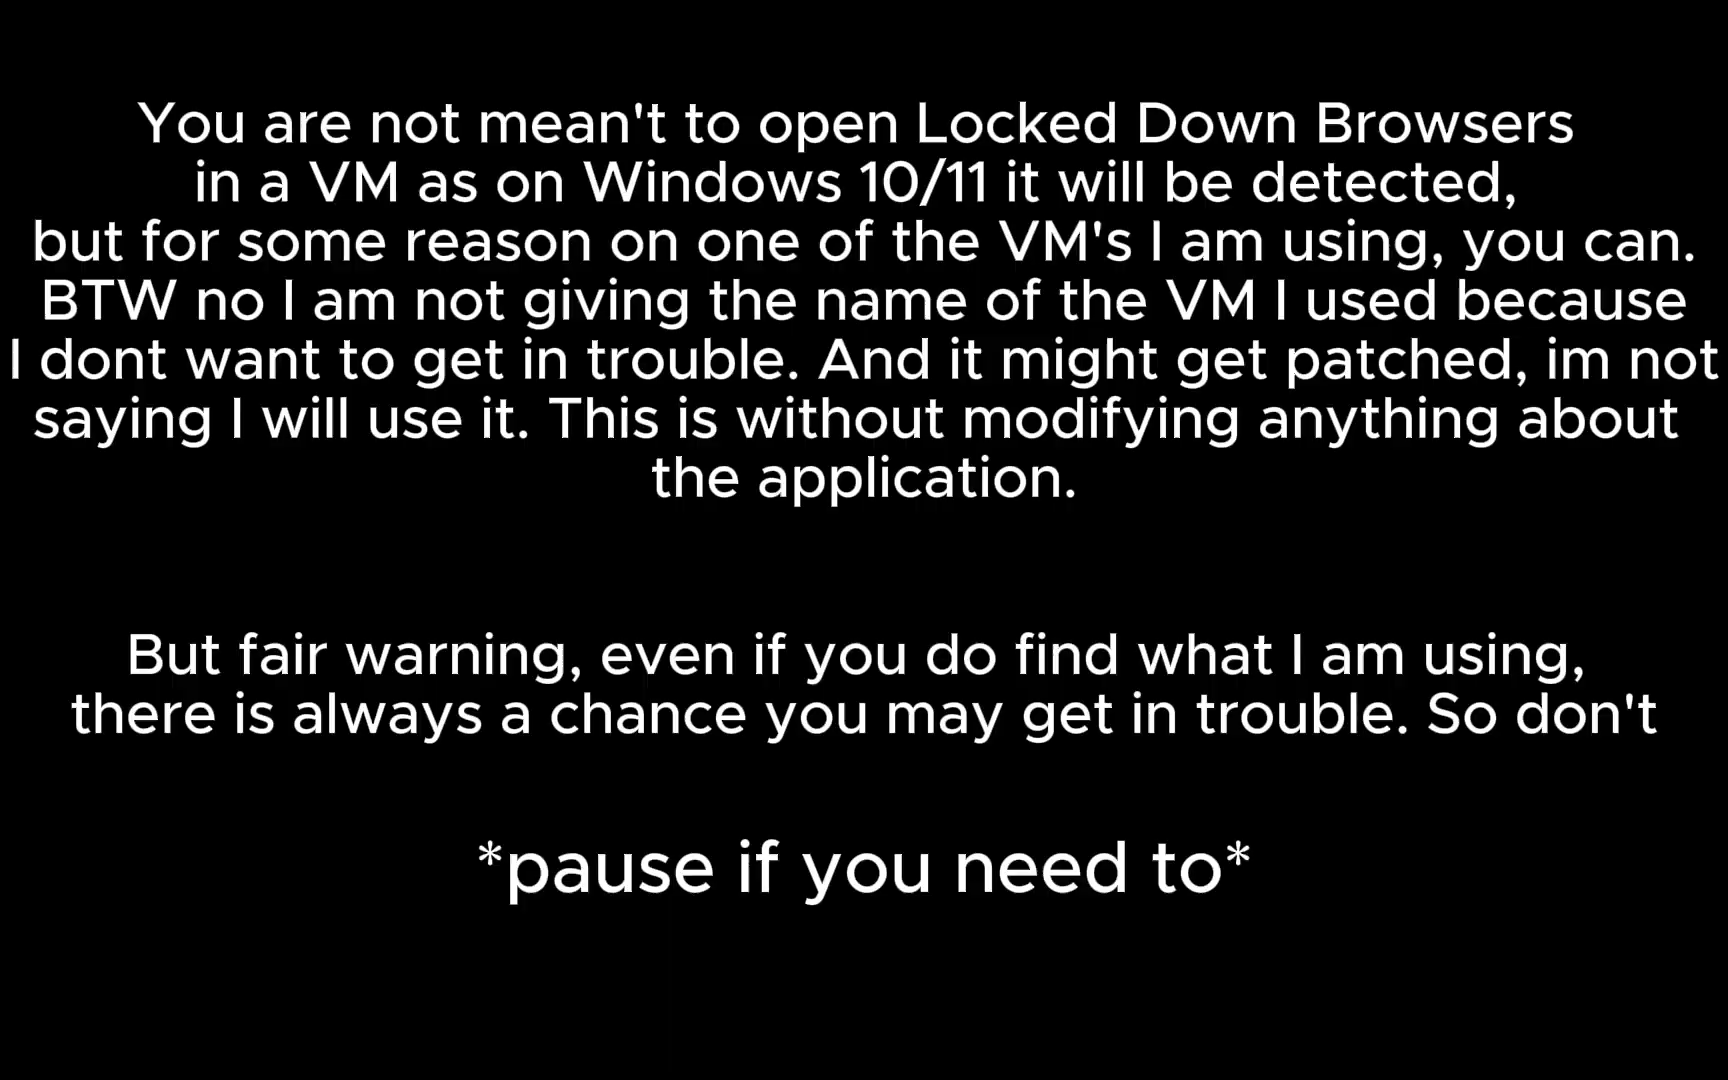 You are not mean't to open Locked Down Browsers
in a VM as on Windows 10/11 it will be detected,
but for some reason on one of the VM's I am using, you can.
BTW no I am not giving the name of the VM I used because
I dont want to get in trouble. And it might get patched, im not
saying I will use it. This is without modifying anything about
the application.
But fair warning, even if you do find what I am using,
there is always a chance you may get in trouble. So don't
*pause if you need to*